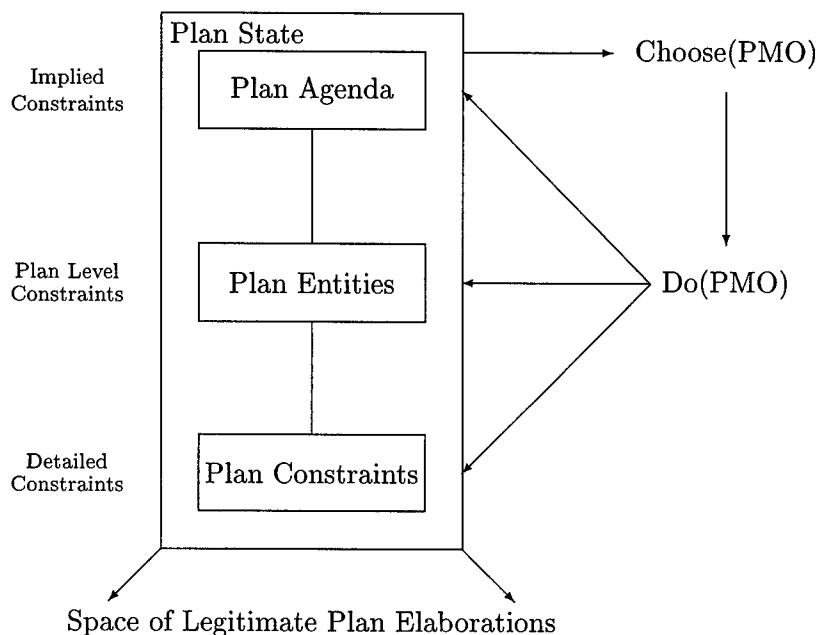 Plan State
Implied
Constraints
Plan Agenda
Choose(PMO)
Plan Level
Constraints
Plan Entities
Do(PMO)
Detailed
Constraints
Plan Constraints
Space of Legitimate Plan Elaborations